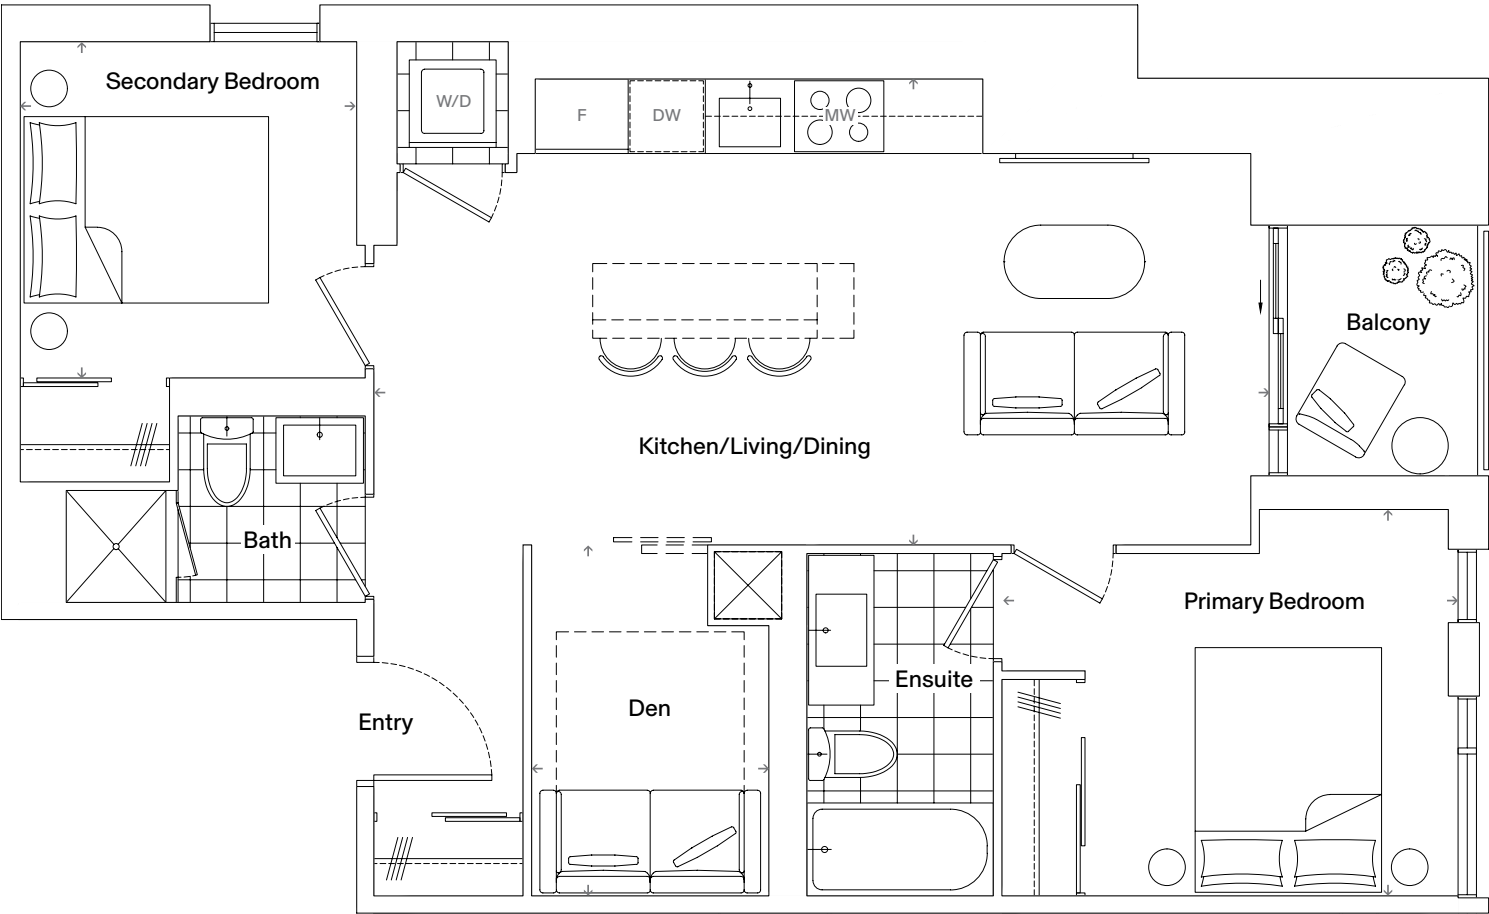 Secondary Bedroom
W/D
F
DW
MW
Balcony
Kitchen/Living/Dining
Bath
Primary Bedroom
Ensuite
Den
Entry